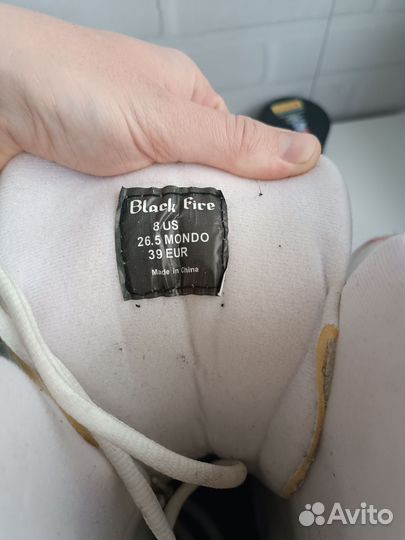 Black Fire
8 US
26.5 MONDO
39 EUR
Made in China
Avito